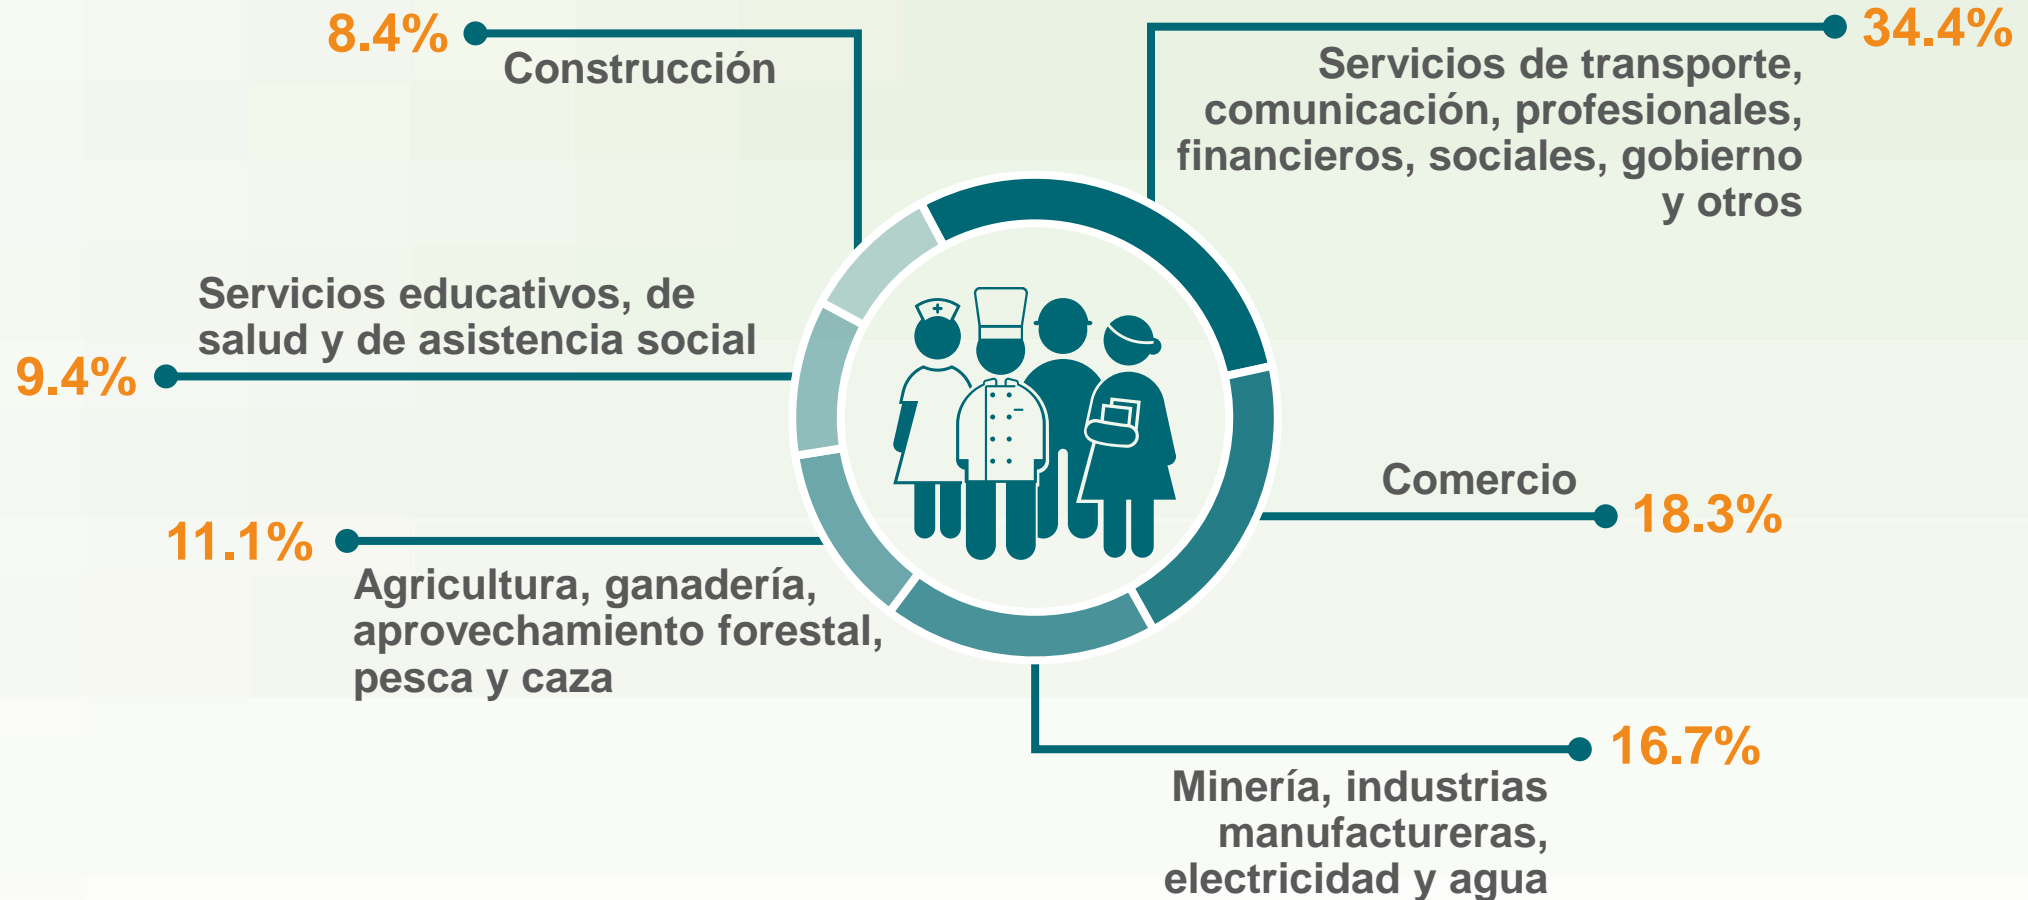 8.4%
Construcción
34.4%
Servicios de transporte,
comunicación, profesionales,
financieros, sociales, gobierno
y otros
Servicios educativos, de
salud y de asistencia social
9.4%
Comercio
18.3%
11.1%
Agricultura, ganadería,
aprovechamiento forestal,
pesca y caza
16.7%
Minería, industrias
manufactureras,
electricidad y agua